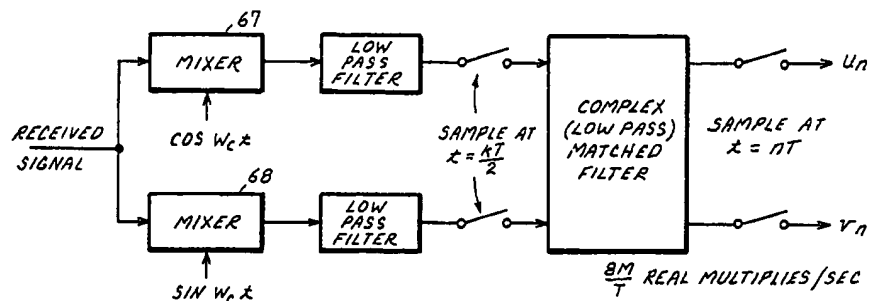 67
MIXER
LOW
PASS
FILTER
COS Wc t
RECEIVED
SIGNAL
SAMPLE AT
t = kT/2
COMPLEX
(LOW PASS)
MATCHED
FILTER
un
SAMPLE AT
t = nT
68
MIXER
LOW
PASS
FILTER
vn
SIN Wc t
8M/T REAL MULTIPLIES/SEC